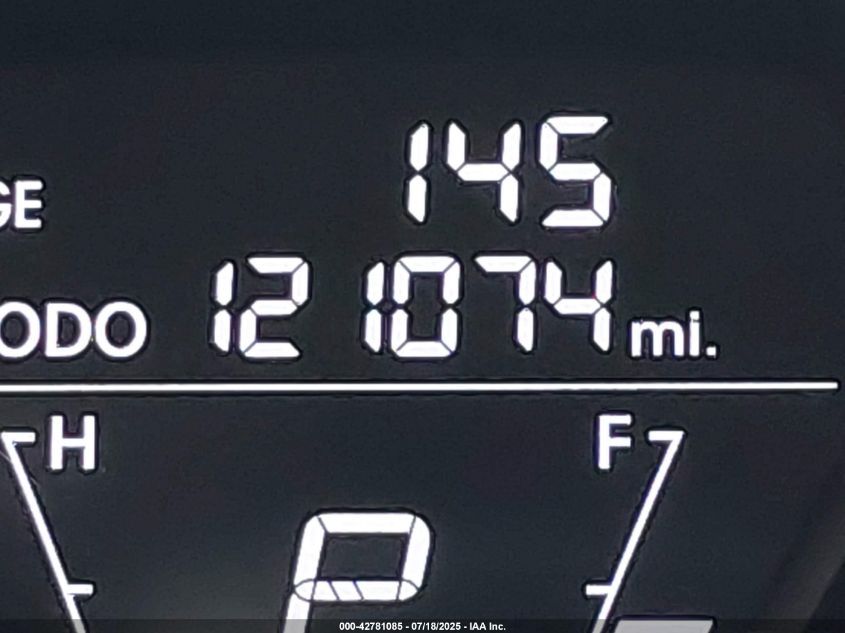 145
GE
ODO 121074 mi.
H F
P
000-42781085 - 07/18/2025 - IAA Inc.